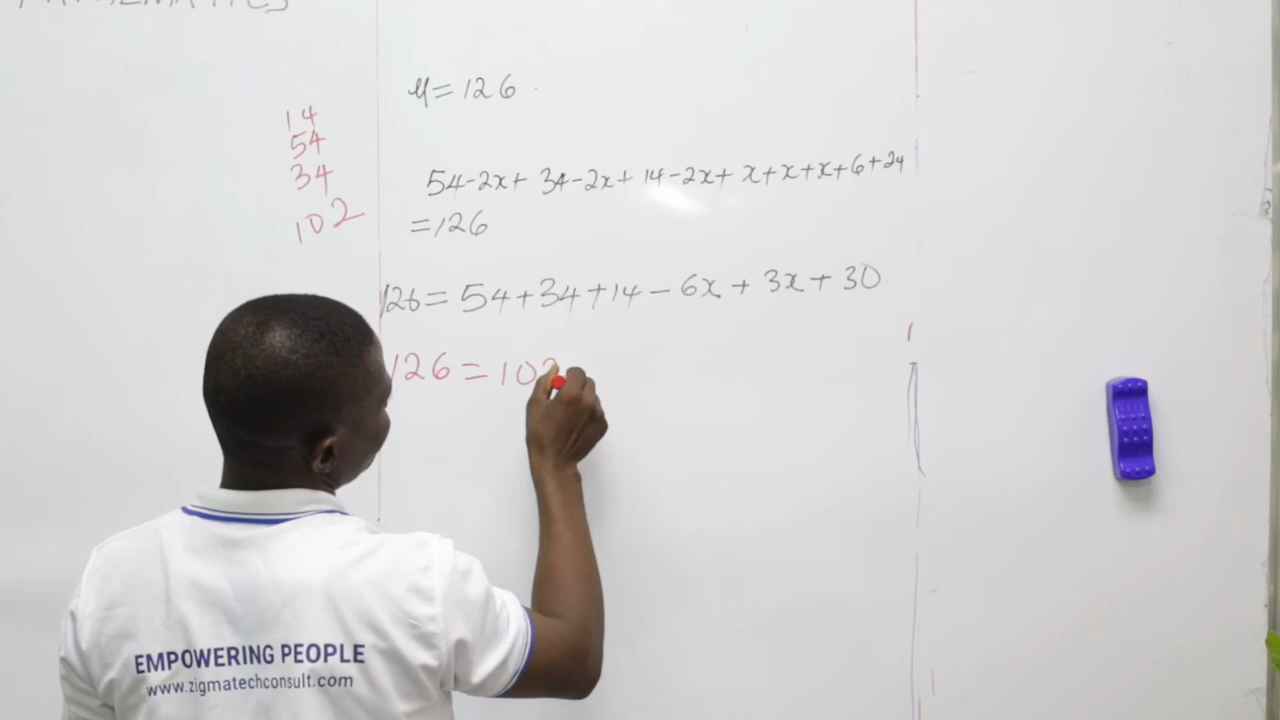 MATHEMATICS
μ = 126
14
54
34
102
54-2x+ 34-2x+ 14-2x+ x+x+x+6+24
=126
126= 54+34+14-6x+3x+30
126 = 102
EMPOWERING PEOPLE
www.zigmatechconsult.com